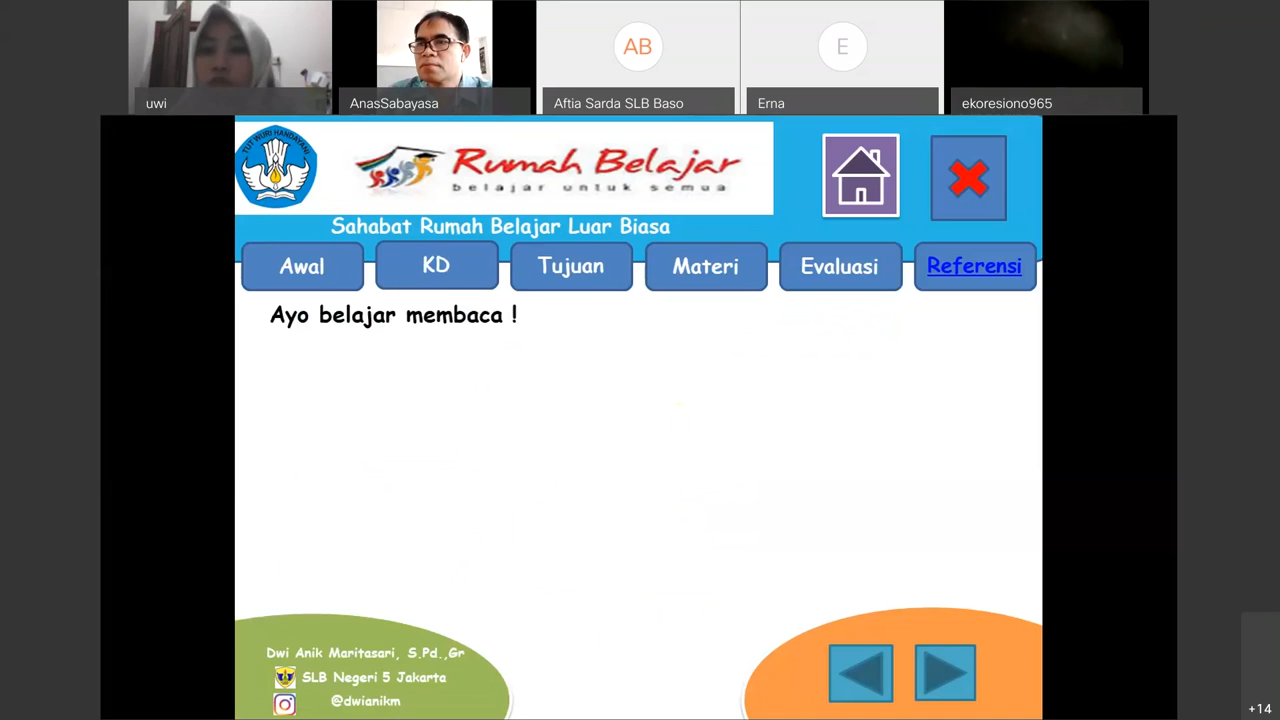 uwi
AnasSabayasa
AB
Aftia Sarda SLB Baso
E
Erna
ekoresiono965
TUT WURI HANDAYANI
Rumah Belajar
belajar untuk semua
Sahabat Rumah Belajar Luar Biasa
Awal
KD
Tujuan
Materi
Evaluasi
Referensi
Ayo belajar membaca !
Dwi Anik Maritasari, S.Pd.,Gr
SLB Negeri 5 Jakarta
@dwianikm
+14